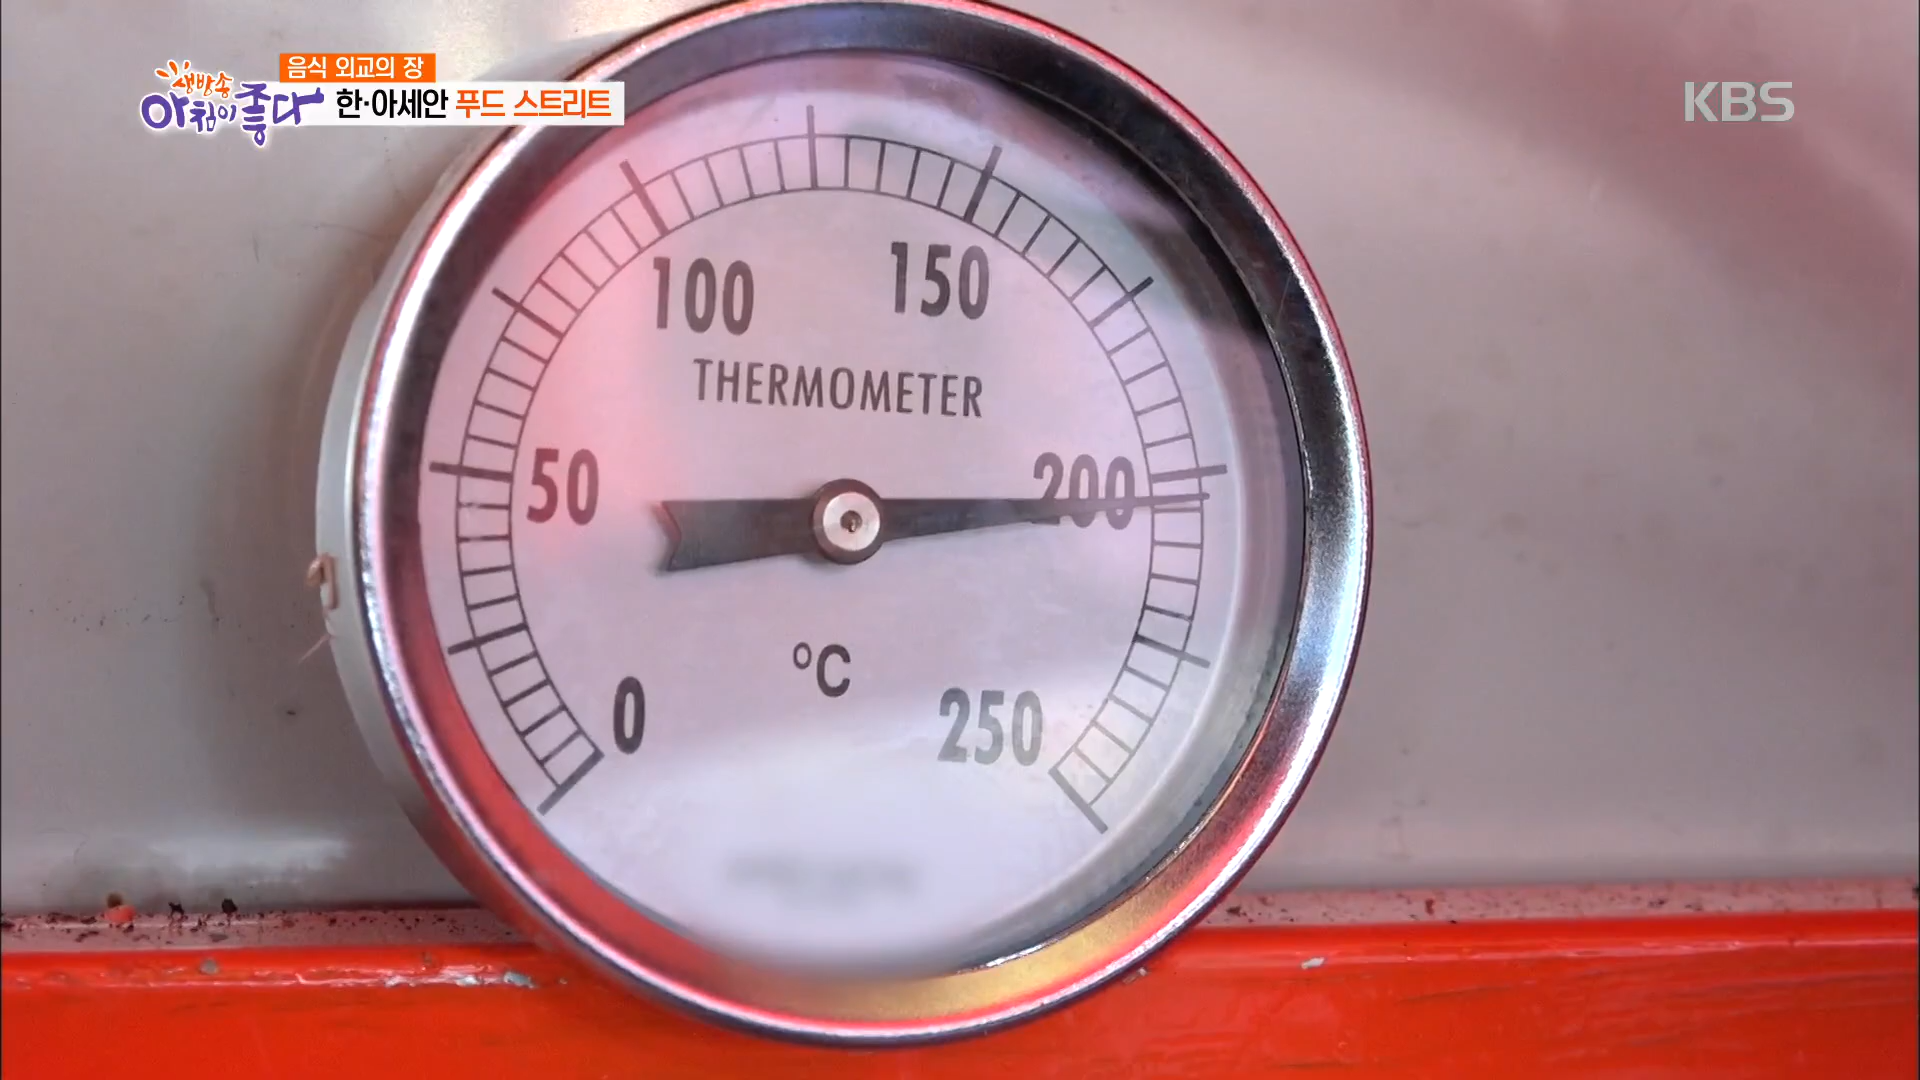 음식 외교의 장
생방송
아침이 좋다
한·아세안 푸드 스트리트
KBS
100
150
THERMOMETER
50
200
°C
0
250